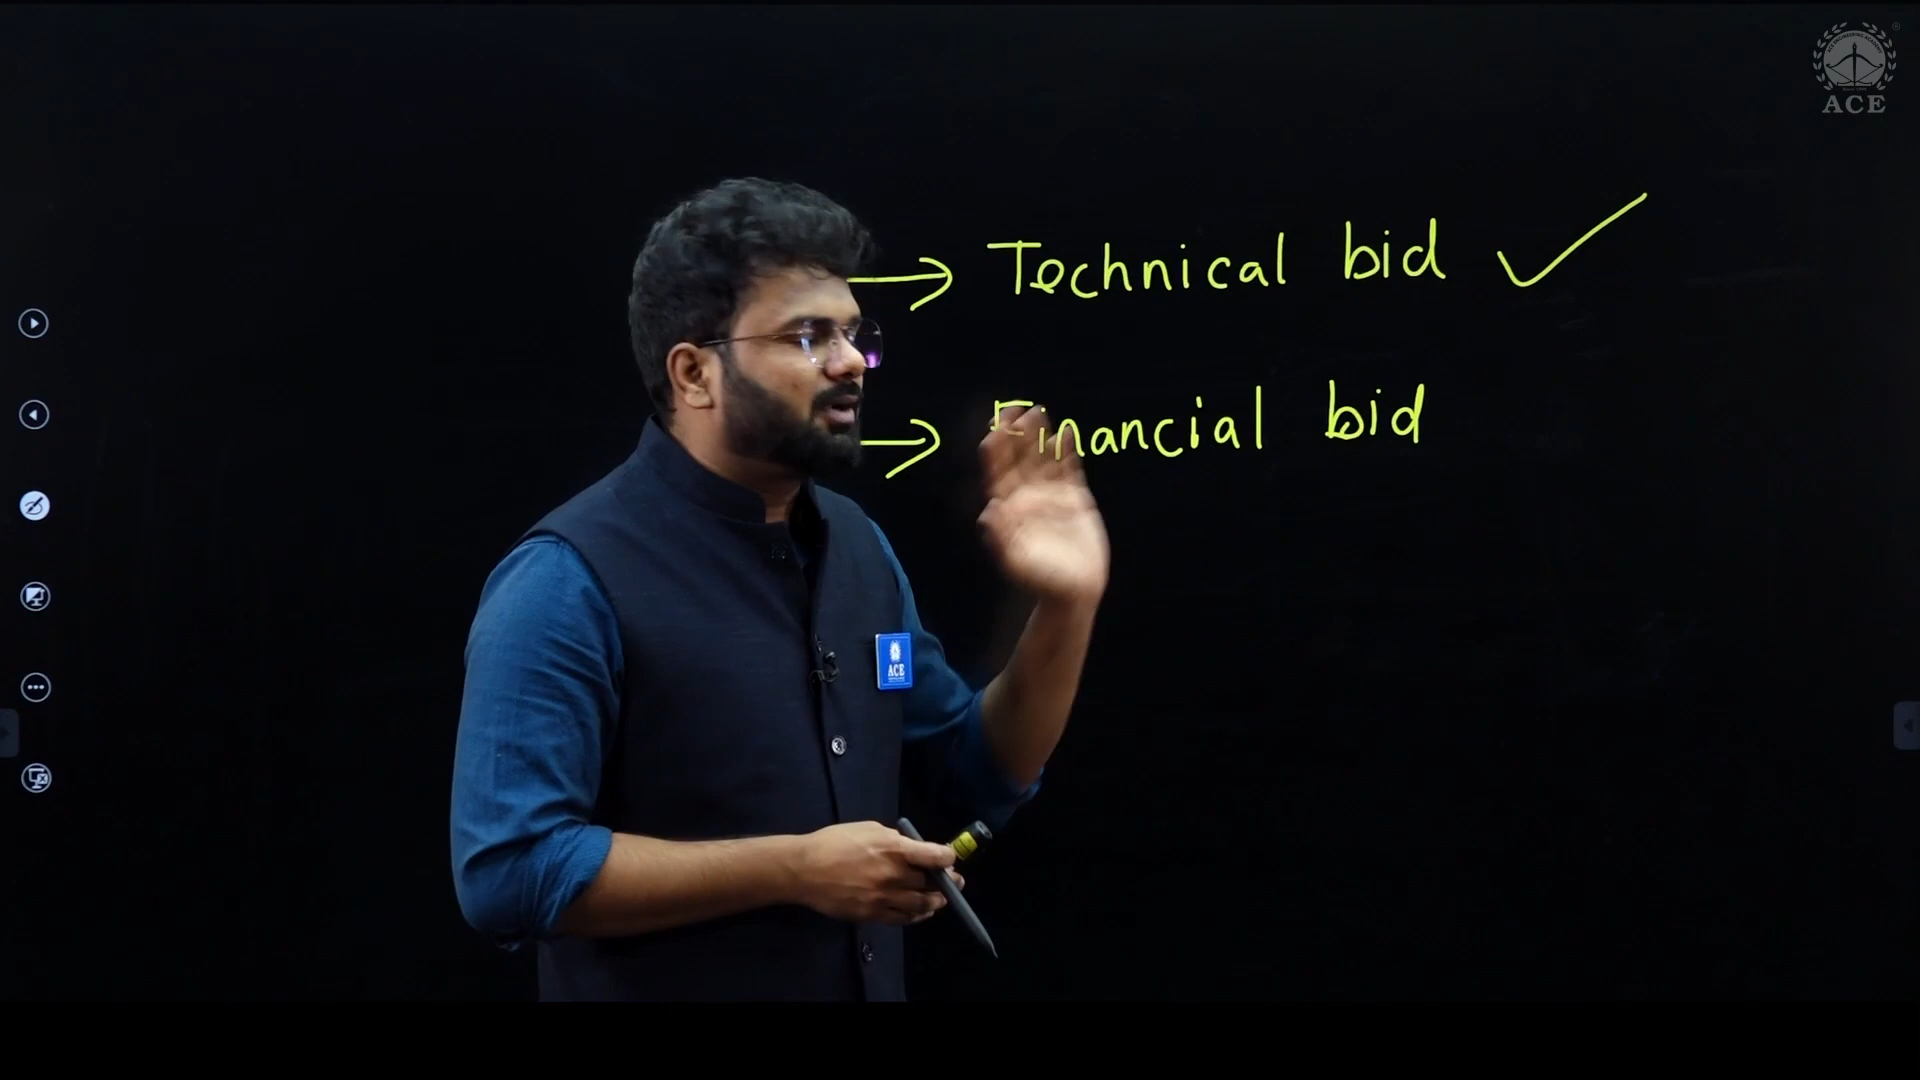 ACE
→ Technical bid ✓
→ Financial bid
ACE